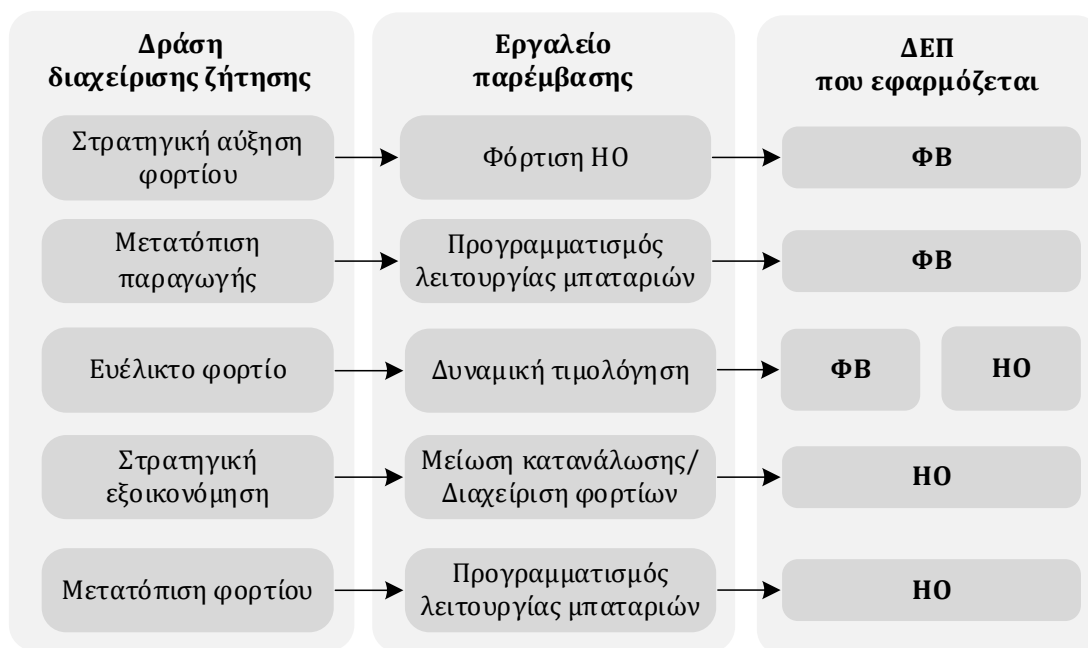 Δράση
διαχείρισης ζήτησης
Εργαλείο
παρέμβασης
ΔΕΠ
που εφαρμόζεται
Στρατηγική αύξηση
φορτίου
Φόρτιση ΗΟ
ΦΒ
Μετατόπιση
παραγωγής
Προγραμματισμός
λειτουργίας μπαταριών
ΦΒ
Ευέλικτο φορτίο
Δυναμική τιμολόγηση
ΦΒ
ΗΟ
Στρατηγική
εξοικονόμηση
Μείωση κατανάλωσης/
Διαχείριση φορτίων
ΗΟ
Μετατόπιση φορτίου
Προγραμματισμός
λειτουργίας μπαταριών
ΗΟ